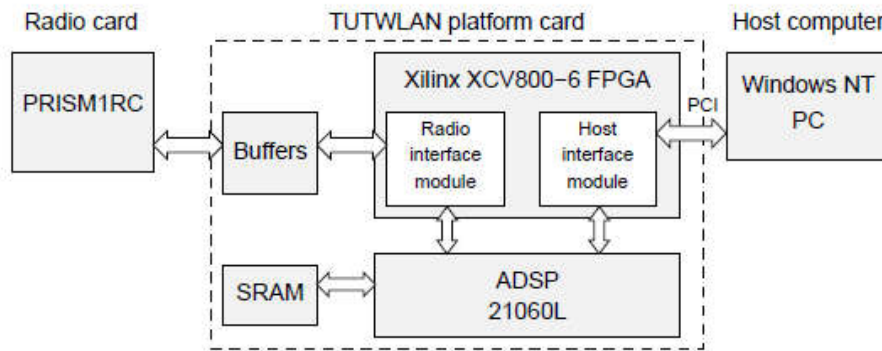 Radio card
TUTWLAN platform card
Host computer
PRISM1RC
Xilinx XCV800−6 FPGA
Windows NT
PC
PCI
Buffers
Radio
interface
module
Host
interface
module
SRAM
ADSP
21060L